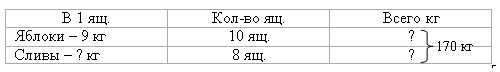 В 1 ящ. Кол-во ящ. Всего кг
Яблоки – 9 кг 10 ящ. ?
Сливы – ? кг 8 ящ. ? 170 кг